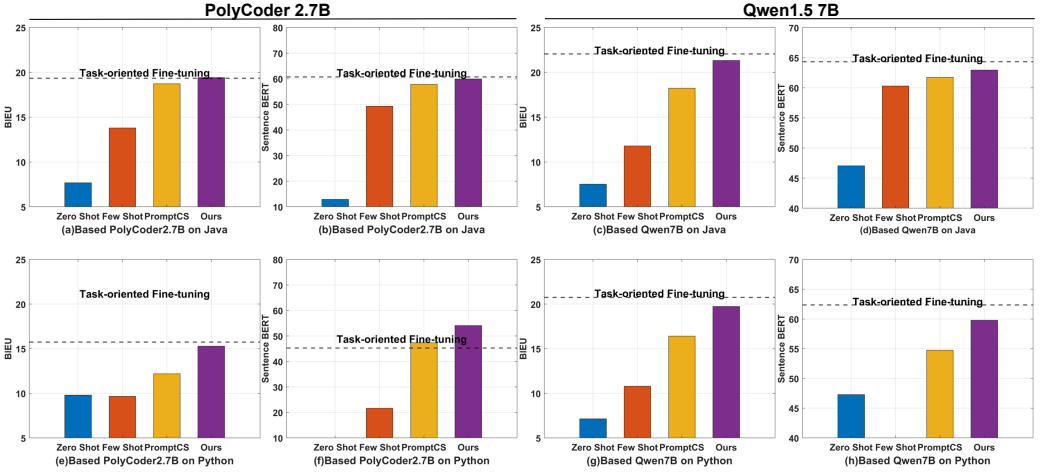 PolyCoder 2.7B
Qwen1.5 7B
25
20
15
10
5
BIEU
Task-oriented Fine-tuning
Zero Shot Few Shot PromptCS Ours
(a)Based PolyCoder2.7B on Java
80
70
60
50
40
30
20
10
Sentence BERT
Task-oriented Fine-tuning
Zero Shot Few Shot PromptCS Ours
(b)Based PolyCoder2.7B on Java
25
20
15
10
5
BIEU
Task-oriented Fine-tuning
Zero Shot Few Shot PromptCS Ours
(c)Based Qwen7B on Java
70
65
60
55
50
45
40
Sentence BERT
Task-oriented Fine-tuning
Zero Shot Few Shot PromptCS Ours
(d)Based Qwen7B on Java
25
20
15
10
5
BIEU
Task-oriented Fine-tuning
Zero Shot Few Shot PromptCS Ours
(e)Based PolyCoder2.7B on Python
80
70
60
50
40
30
20
10
Sentence BERT
Task-oriented Fine-tuning
Zero Shot Few Shot PromptCS Ours
(f)Based PolyCoder2.7B on Python
25
20
15
10
5
BIEU
Task-oriented Fine-tuning
Zero Shot Few Shot PromptCS Ours
(g)Based Qwen7B on Python
70
65
60
55
50
45
40
Sentence BERT
Task-oriented Fine-tuning
Zero Shot Few Shot PromptCS Ours
(h)Based Qwen7B on Python